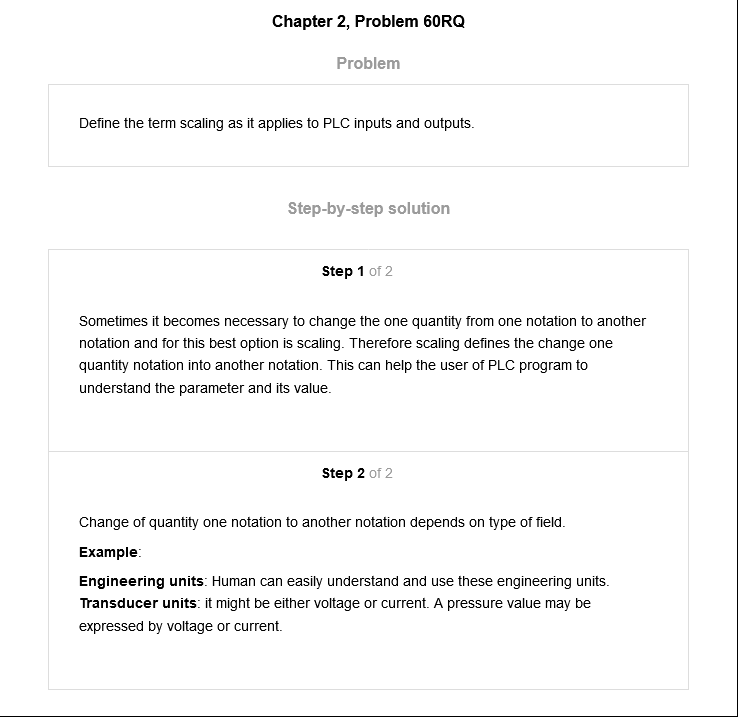 Chapter 2, Problem 60RQ
Problem
Define the term scaling as it applies to PLC inputs and outputs.
Step-by-step solution
Step 1 of 2
Sometimes it becomes necessary to change the one quantity from one notation to another
notation and for this best option is scaling. Therefore scaling defines the change one
quantity notation into another notation. This can help the user of PLC program to
understand the parameter and its value.
Step 2 of 2
Change of quantity one notation to another notation depends on type of field.
Example:
Engineering units: Human can easily understand and use these engineering units.
Transducer units: it might be either voltage or current. A pressure value may be
expressed by voltage or current.